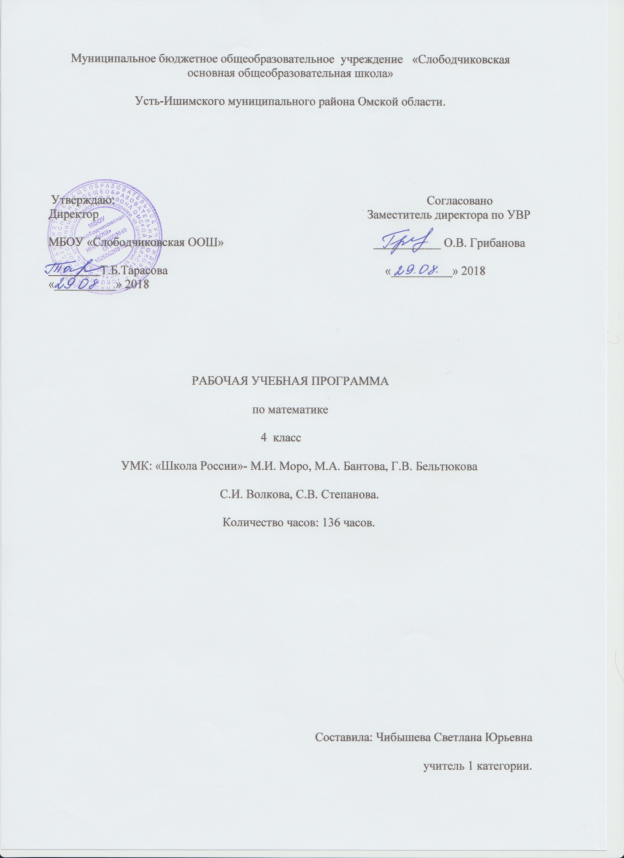 Муниципальное бюджетное общеобразовательное учреждение «Слободчиковская
основная общеобразовательная школа»
Усть-Ишимского муниципального района Омской области.
Утверждаю:
Директор
МБОУ «Слободчиковская ООШ»
Т.Б.Тарасова
«29.08» 2018
Согласовано
Заместитель директора по УВР
О.В. Грибанова
«29.08.» 2018
РАБОЧАЯ УЧЕБНАЯ ПРОГРАММА
по математике
4 класс
УМК: «Школа России»- М.И. Моро, М.А. Бантова, Г.В. Бельтюкова
С.И. Волкова, С.В. Степанова.
Количество часов: 136 часов.
Составила: Чибышева Светлана Юрьевна
учитель 1 категории.